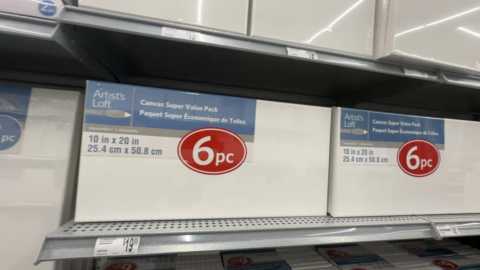 Artist's
Loft
Canvas Super Value Pack
Paquet Super Économique de Toiles
10 in x 20 in
25.4 cm x 50.8 cm
6pc
Artist's
Loft
Canvas Super Value Pack
Paquet Super Économique de Toiles
10 in x 20 in
25.4 cm x 50.8 cm
6pc